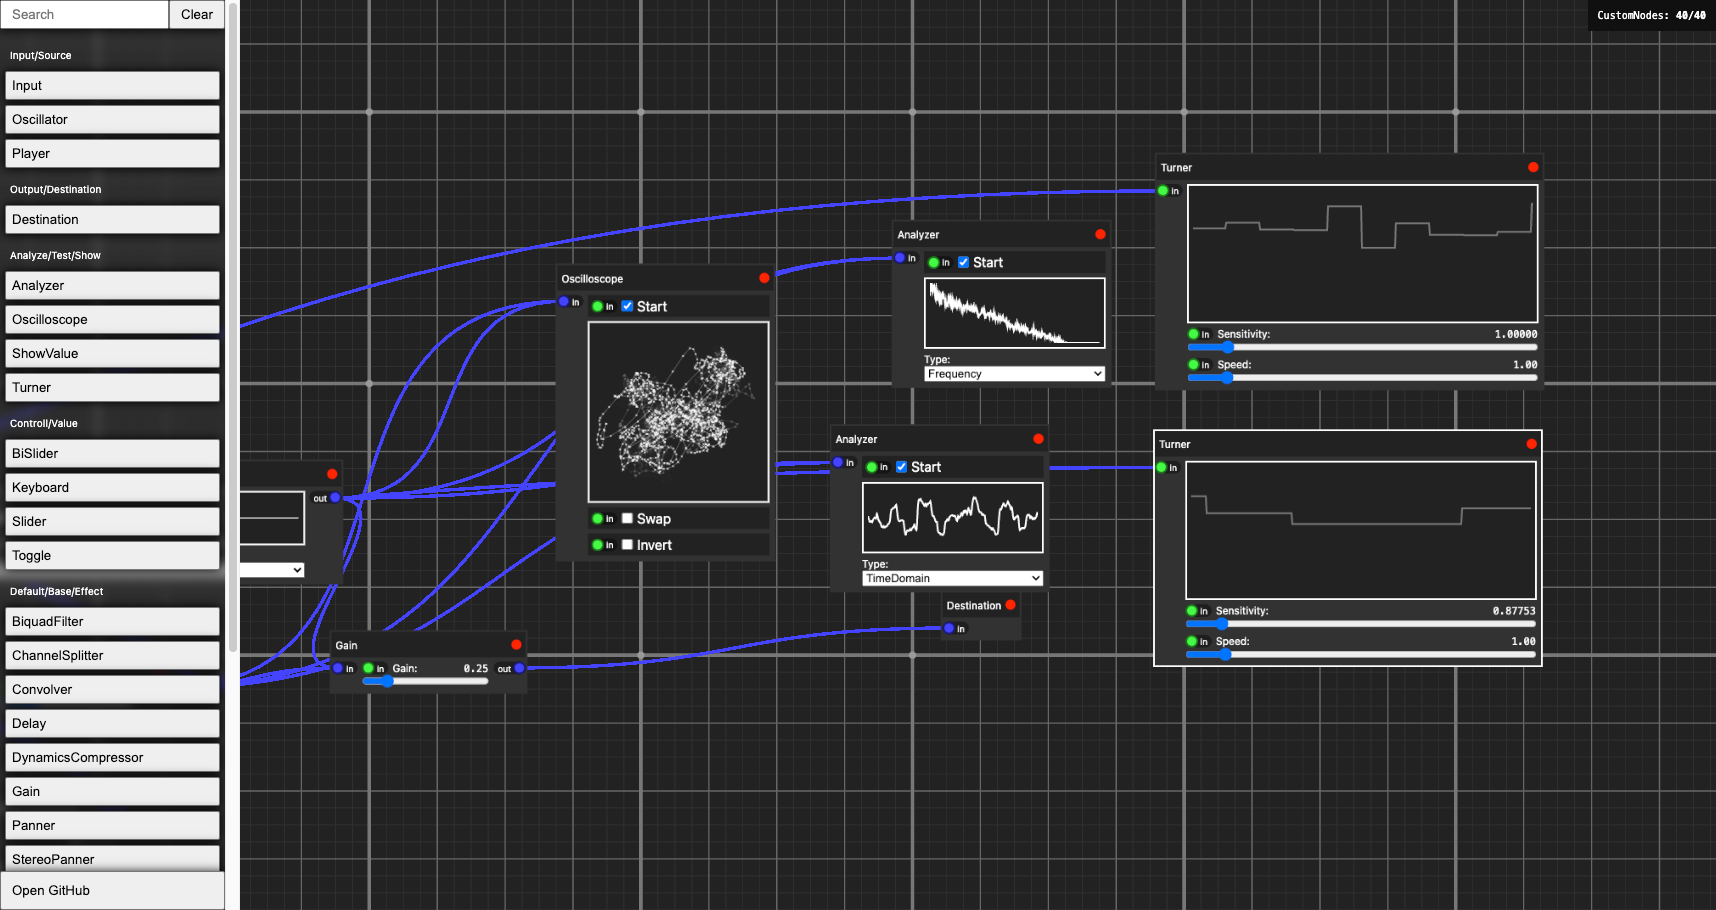 Search
Clear
CustomNodes: 40/40
Input/Source
Input
Oscillator
Player
Output/Destination
Destination
Analyze/Test/Show
Analyzer
Oscilloscope
ShowValue
Turner
Controll/Value
BiSlider
Keyboard
Slider
Toggle
Default/Base/Effect
BiquadFilter
ChannelSplitter
Convolver
Delay
DynamicsCompressor
Gain
Panner
StereoPanner
Open GitHub
out
Gain
in
in Gain: 0.25 out
Oscilloscope
in
in Start
in Swap
in Invert
Analyzer
in
in Start
Type:
Frequency
Analyzer
in
in Start
Type:
TimeDomain
Destination
in
Turner
in
in Sensitivity: 1.00000
in Speed: 1.00
Turner
in
in Sensitivity: 0.87753
in Speed: 1.00